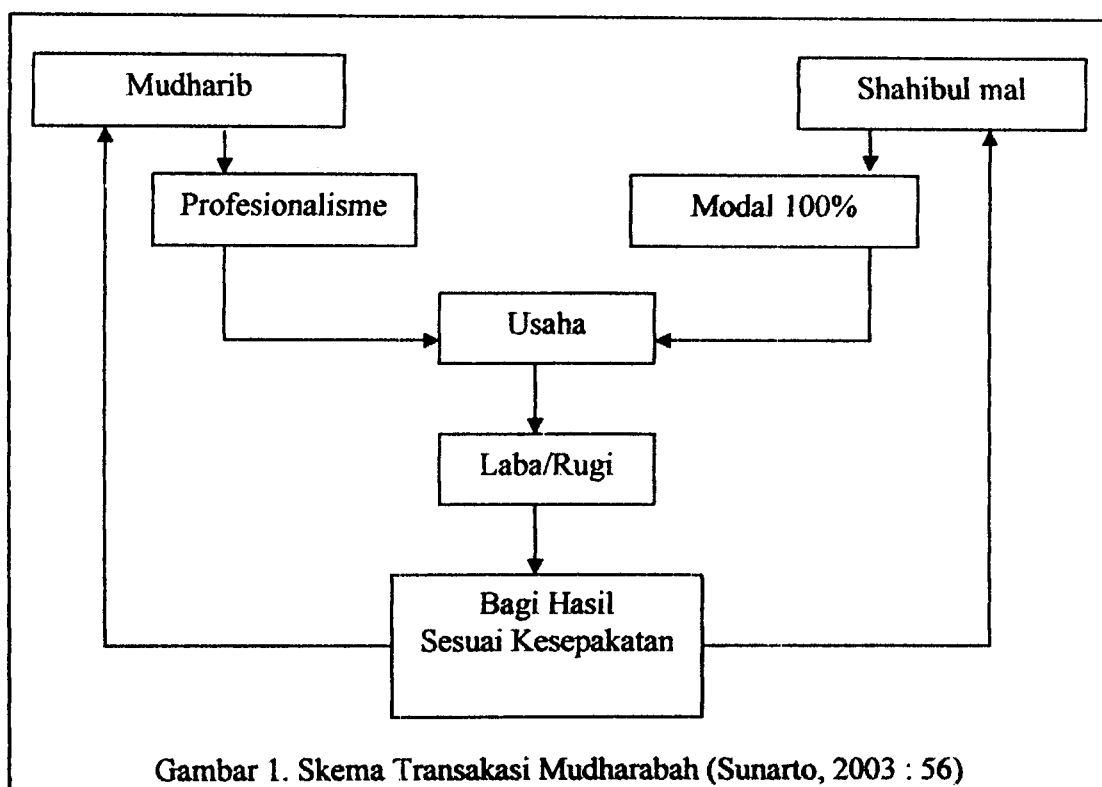 Mudharib
Shahibul mal
Profesionalisme
Modal 100%
Usaha
Laba/Rugi
Bagi Hasil
Sesuai Kesepakatan
Gambar 1. Skema Transakasi Mudharabah (Sunarto, 2003 : 56)